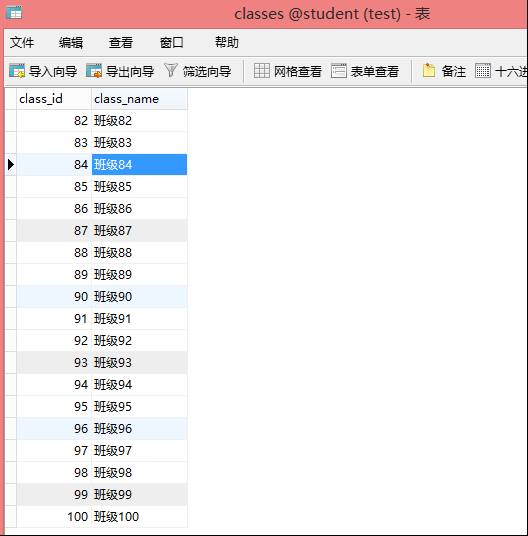 classes @student (test) - 表
文件 编辑 查看 窗口 帮助
导入向导 导出向导 筛选向导 网格查看 表单查看 备注 十六进
class_id class_name
82 班级82
83 班级83
84 班级84
85 班级85
86 班级86
87 班级87
88 班级88
89 班级89
90 班级90
91 班级91
92 班级92
93 班级93
94 班级94
95 班级95
96 班级96
97 班级97
98 班级98
99 班级99
100 班级100